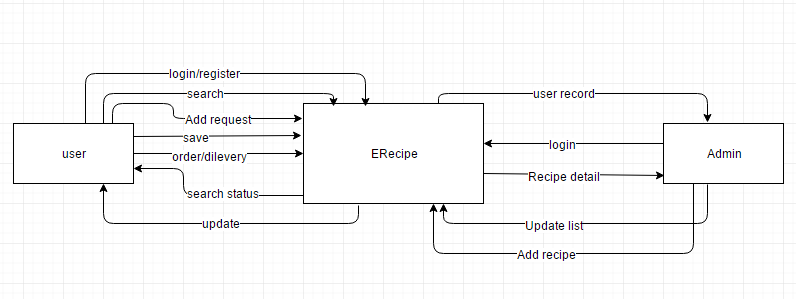 login/register
search
user record
Add request
save
login
user
order/dilevery
ERecipe
Admin
Recipe detail
search status
update
Update list
Add recipe